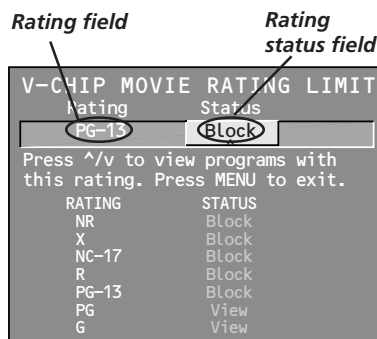 Rating field
Rating status field
V-CHIP MOVIE RATING LIMIT
Rating Status
PG-13 Block
Press ^/v to view programs with
this rating. Press MENU to exit.
RATING STATUS
NR Block
X Block
NC-17 Block
R Block
PG-13 Block
PG View
G View